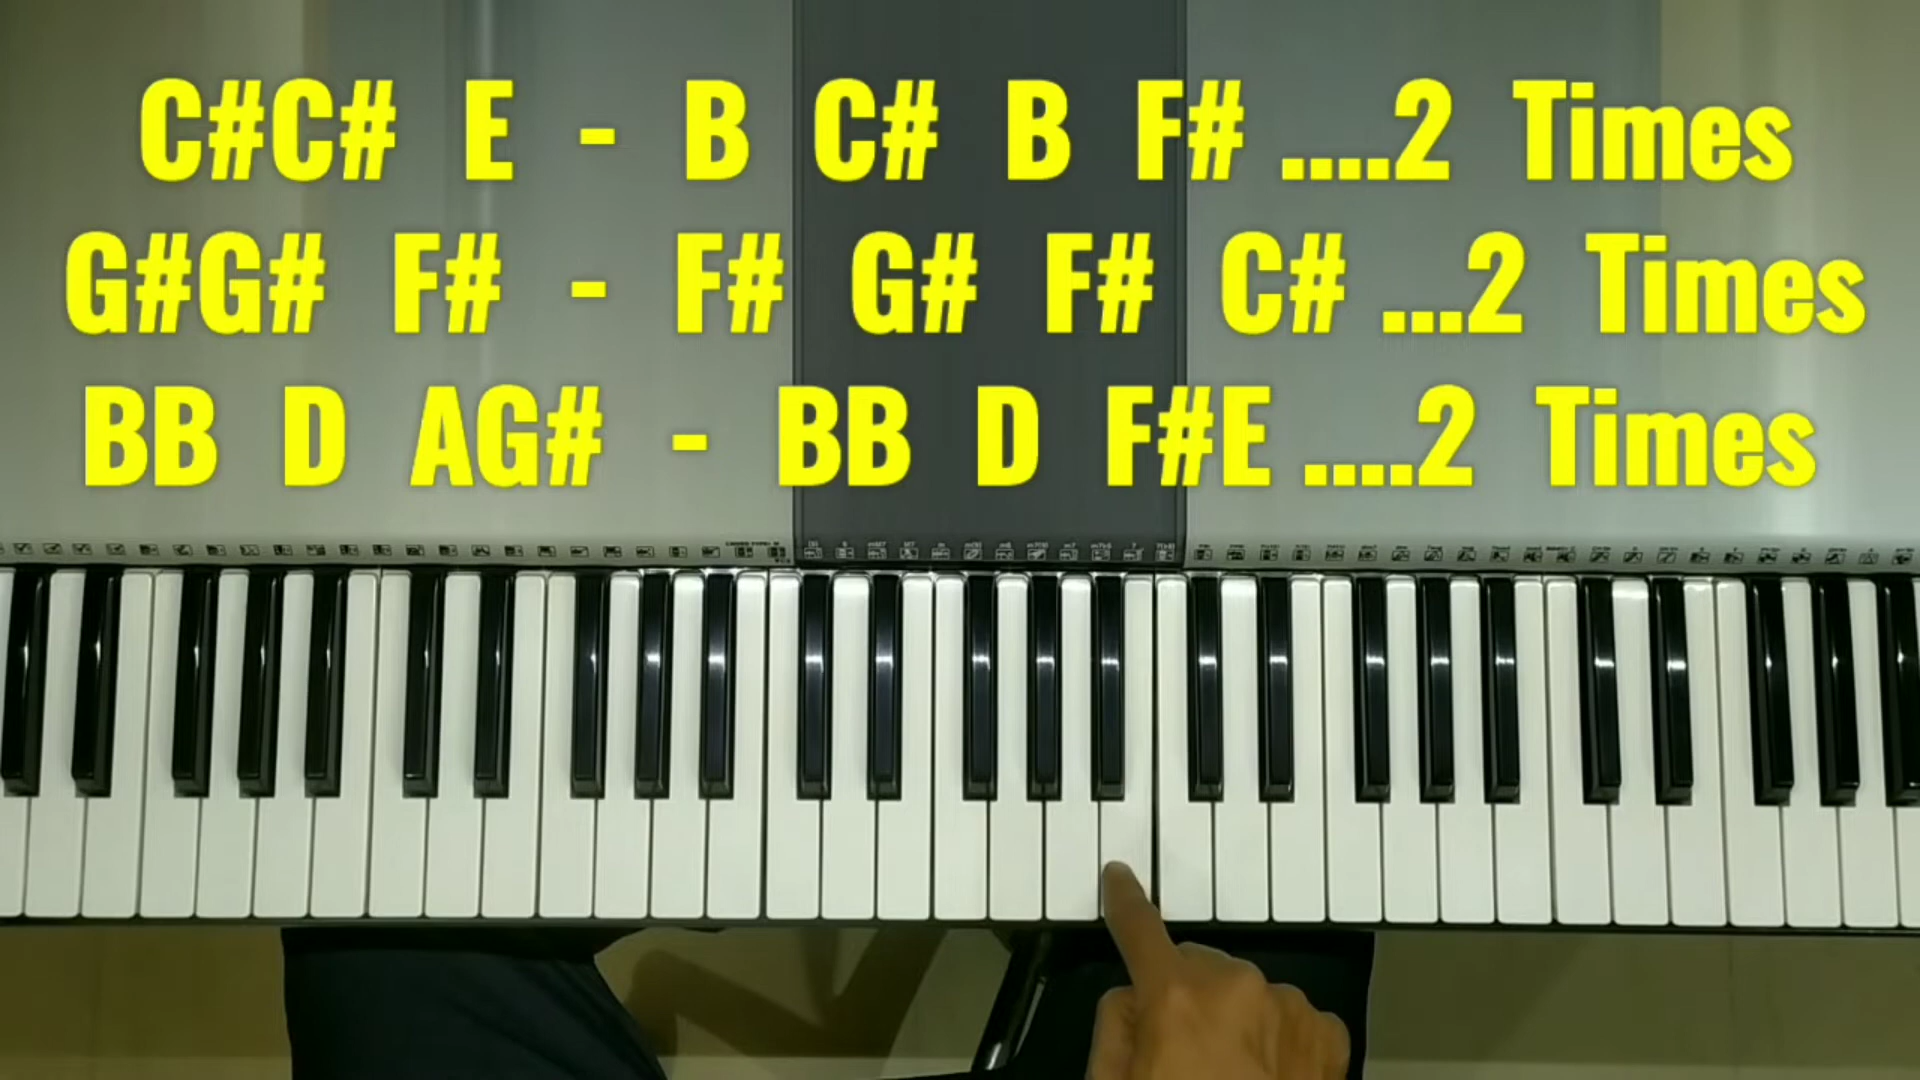 C#C# E - B C# B F# ....2 Times
G#G# F# - F# G# F# C# ...2 Times
BB D AG# - BB D F#E ....2 Times